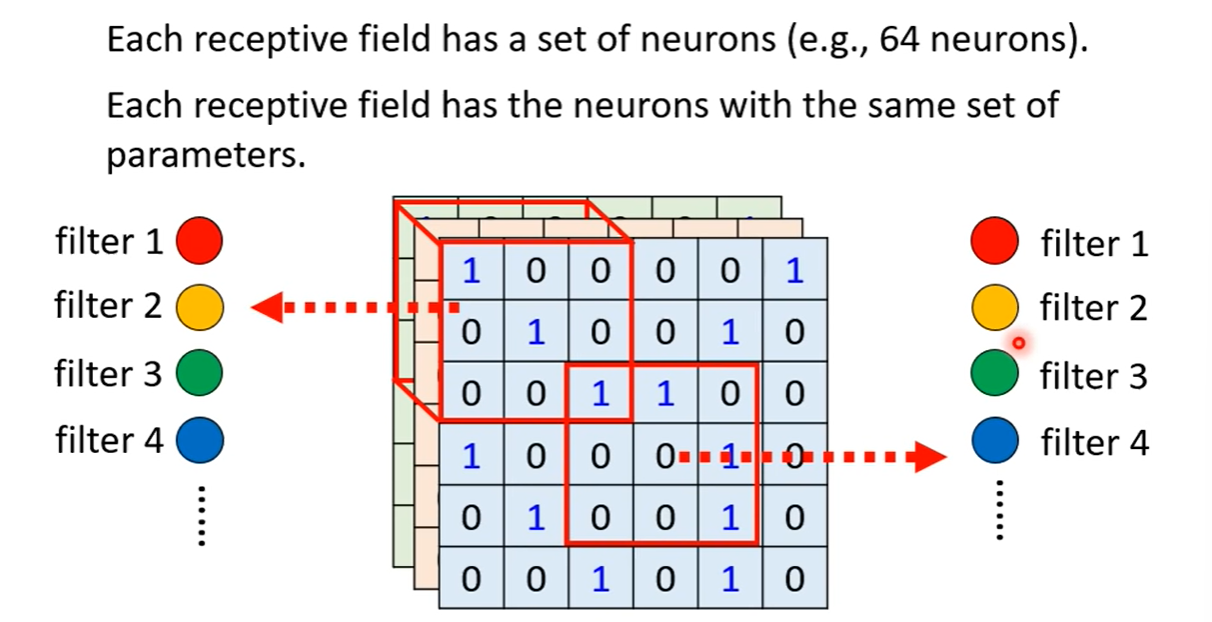 Each receptive field has a set of neurons (e.g., 64 neurons).
Each receptive field has the neurons with the same set of
parameters.
filter 1
filter 2
filter 3
filter 4
1 0 0 0 0 1
0 1 0 0 1 0
0 0 1 1 0 0
1 0 0 0 1 0
0 1 0 0 1 0
0 0 1 0 1 0
filter 1
filter 2
filter 3
filter 4